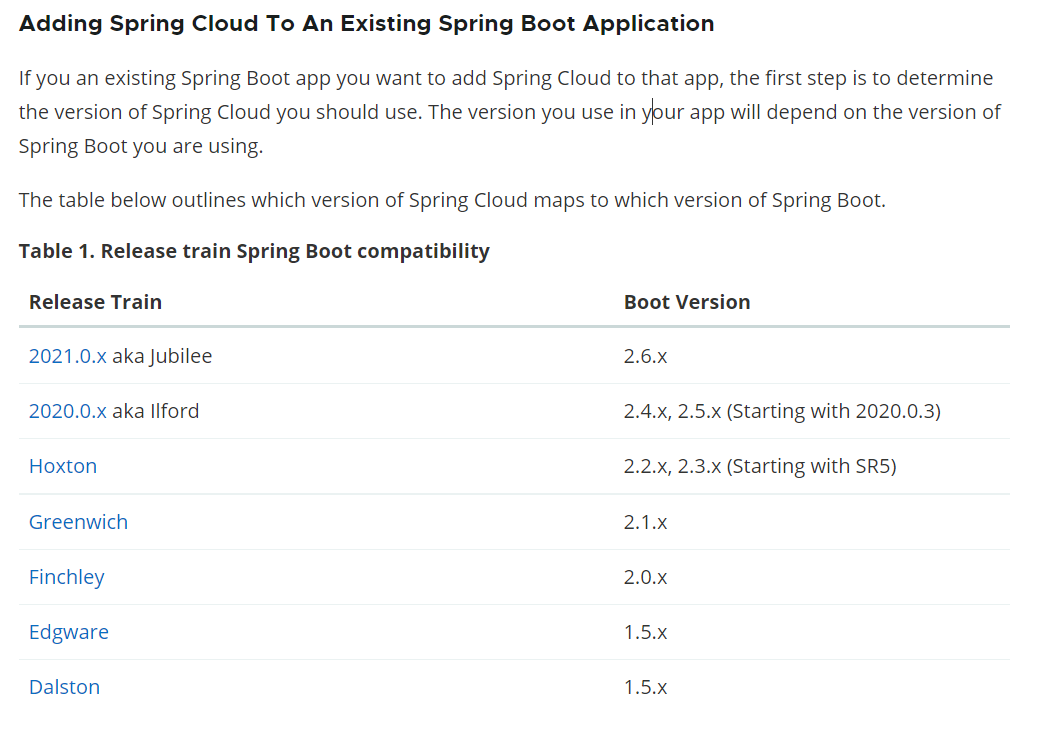 Adding Spring Cloud To An Existing Spring Boot Application
If you an existing Spring Boot app you want to add Spring Cloud to that app, the first step is to determine
the version of Spring Cloud you should use. The version you use in your app will depend on the version of
Spring Boot you are using.
The table below outlines which version of Spring Cloud maps to which version of Spring Boot.
Table 1. Release train Spring Boot compatibility
Release Train Boot Version
2021.0.x aka Jubilee 2.6.x
2020.0.x aka Ilford 2.4.x, 2.5.x (Starting with 2020.0.3)
Hoxton 2.2.x, 2.3.x (Starting with SR5)
Greenwich 2.1.x
Finchley 2.0.x
Edgware 1.5.x
Dalston 1.5.x